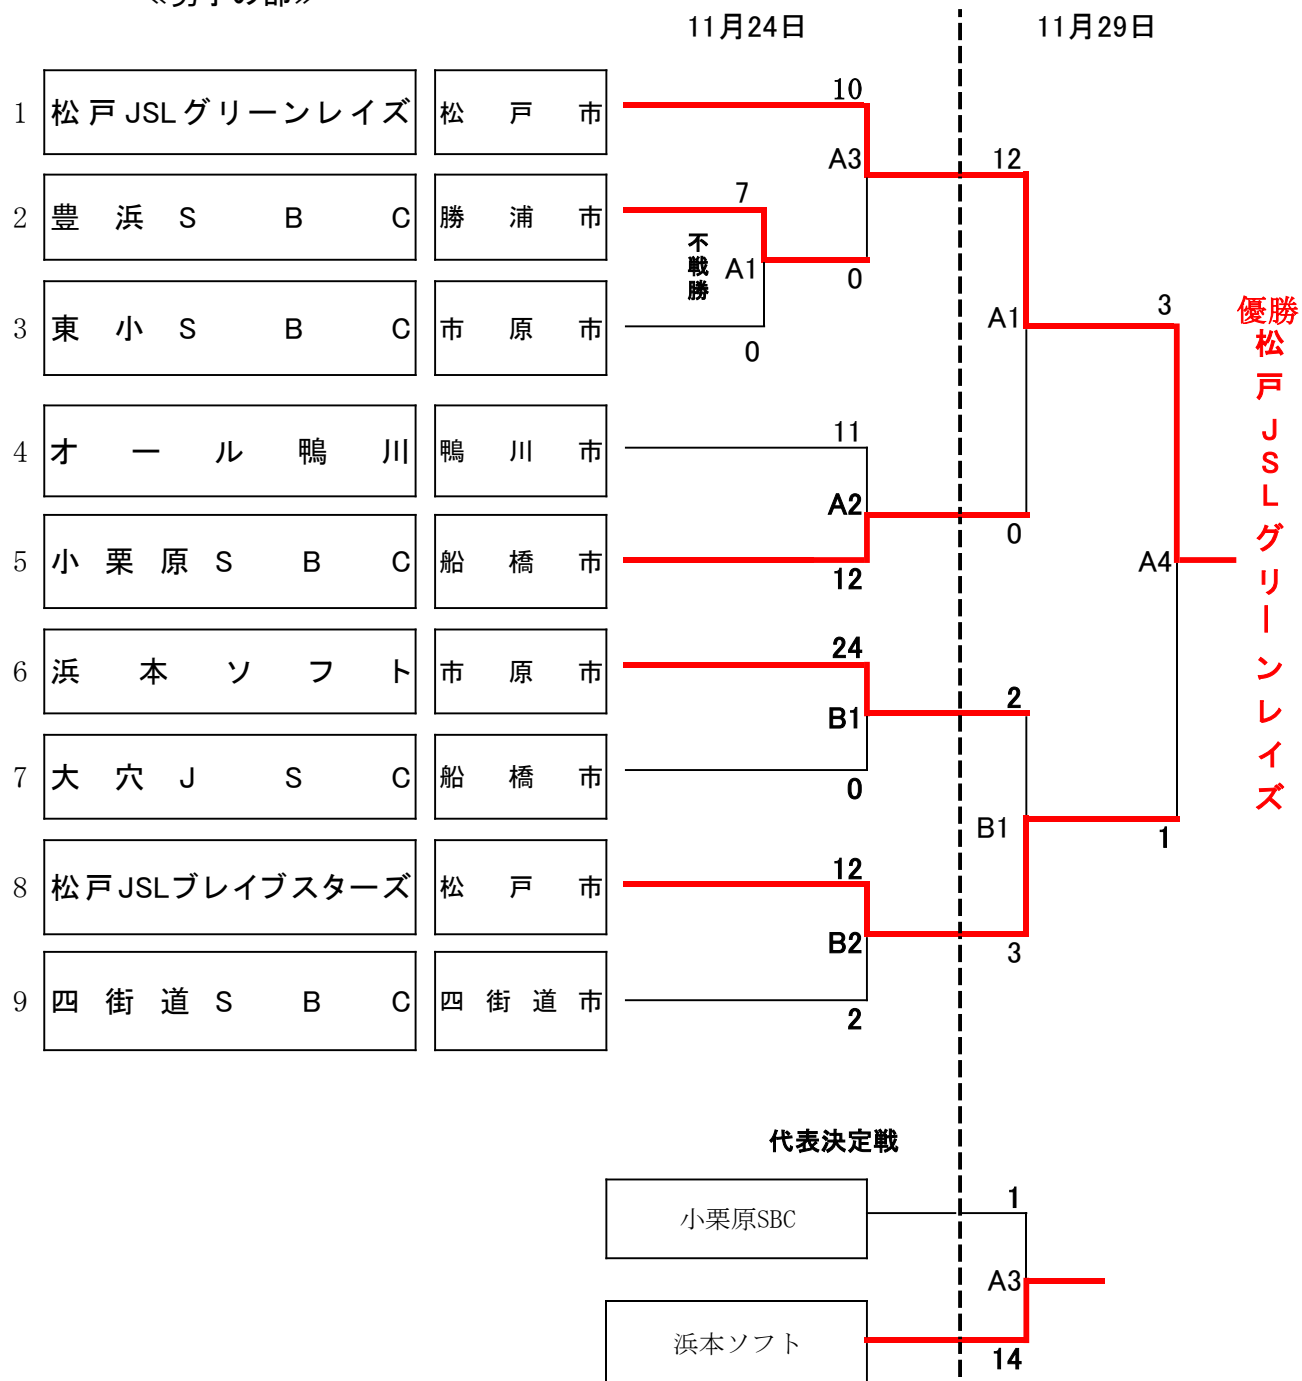 ≪男子の部≫
11月24日
11月29日
1 松戸JSLグリーンレイズ 松戸市
10
A3
12
2 豊浜SBC 勝浦市
7
不戦勝
A1
0
3 東小SBC 市原市
0
A1
3
優勝
松戸JSLグリーンレイズ
4 オール鴨川 鴨川市
11
A2
0
5 小栗原SBC 船橋市
12
A4
6 浜本ソフト 市原市
24
B1
2
7 大穴JSC 船橋市
0
B1
1
8 松戸JSLブレイブスターズ 松戸市
12
B2
3
9 四街道SBC 四街道市
2
代表決定戦
小栗原SBC
1
A3
浜本ソフト
14